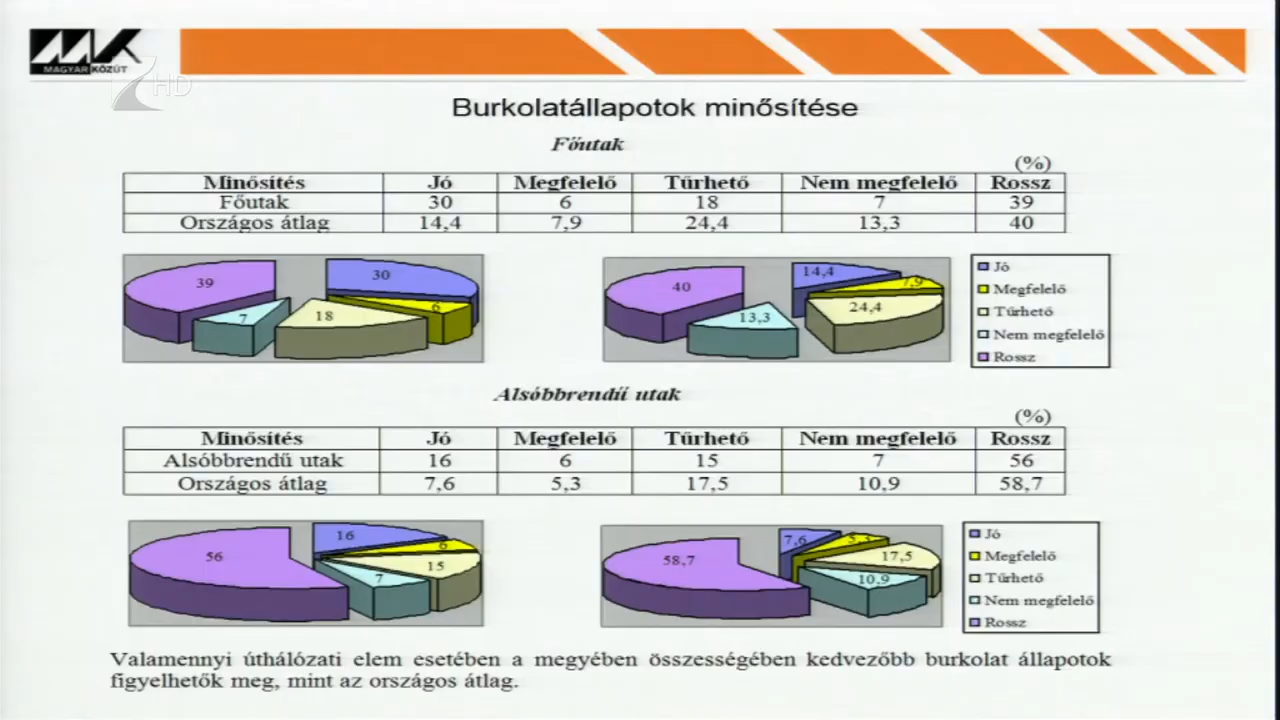 MK
MAGYAR KÖZÚT
7 HD
Burkolatállapotok minősítése
Főutak
(%)
Minősítés Jó Megfelelő Tűrhető Nem megfelelő Rossz
Főutak 30 6 18 7 39
Országos átlag 14,4 7,9 24,4 13,3 40
39 30 6 18 7
40 14,4 7,9 24,4 13,3
Jó
Megfelelő
Tűrhető
Nem megfelelő
Rossz
Alsóbbrendű utak
(%)
Minősítés Jó Megfelelő Tűrhető Nem megfelelő Rossz
Alsóbbrendű utak 16 6 15 7 56
Országos átlag 7,6 5,3 17,5 10,9 58,7
56 16 6 15 7
58,7 7,6 5,3 17,5 10,9
Jó
Megfelelő
Tűrhető
Nem megfelelő
Rossz
Valamennyi úthálózati elem esetében a megyében összességében kedvezőbb burkolat állapotok
figyelhetők meg, mint az országos átlag.